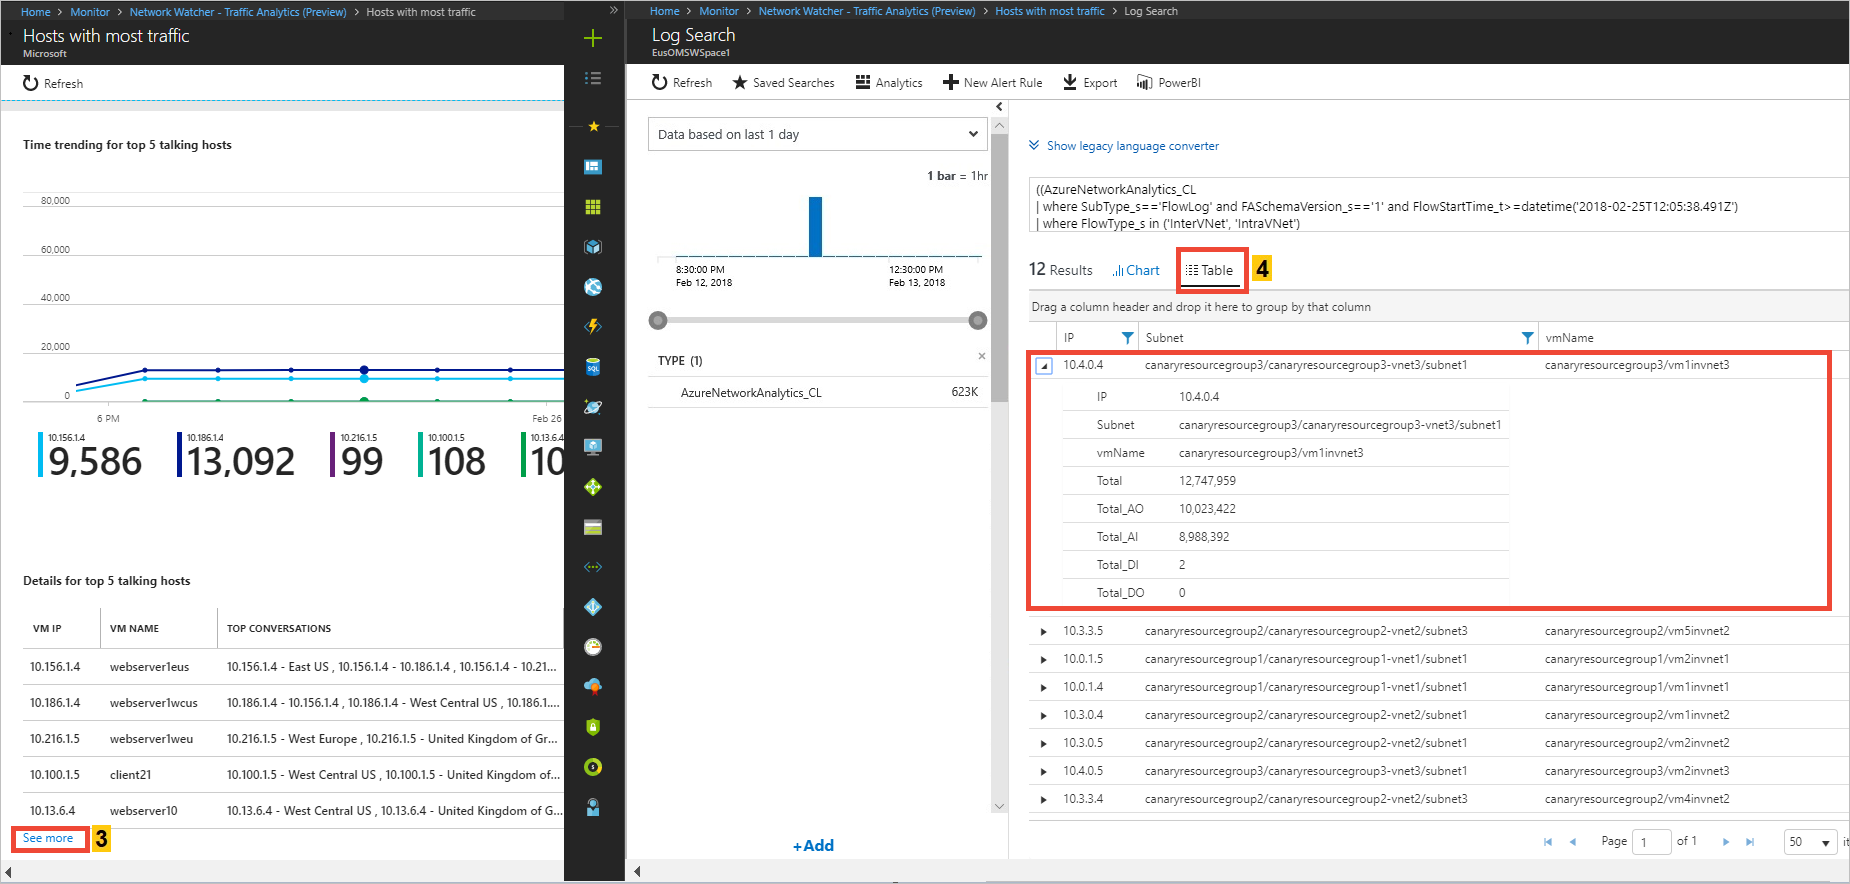 Home > Monitor > Network Watcher - Traffic Analytics (Preview) > Hosts with most traffic
Hosts with most traffic
Microsoft
Refresh
Time trending for top 5 talking hosts
80,000
60,000
40,000
20,000
0
6 PM
Feb 26
10.156.1.4
9,586
10.186.1.4
13,092
10.216.1.5
99
10.100.1.5
108
10.13.6.4
10
Details for top 5 talking hosts
VM IP VM NAME TOP CONVERSATIONS
10.156.1.4 webserver1eus 10.156.1.4 - East US , 10.156.1.4 - 10.186.1.4 , 10.156.1.4 - 10.21...
10.186.1.4 webserver1wcus 10.186.1.4 - 10.156.1.4 , 10.186.1.4 - West Central US , 10.186.1....
10.216.1.5 webserver1weu 10.216.1.5 - West Europe , 10.216.1.5 - United Kingdom of Gr...
10.100.1.5 client21 10.100.1.5 - West Central US , 10.100.1.5 - United Kingdom of...
10.13.6.4 webserver10 10.13.6.4 - West Central US , 10.13.6.4 - United Kingdom of G...
See more 3
SQL
Home > Monitor > Network Watcher - Traffic Analytics (Preview) > Hosts with most traffic > Log Search
Log Search
EusOMSWSpace1
Refresh Saved Searches Analytics New Alert Rule Export PowerBI
Data based on last 1 day
1 bar = 1hr
8:30:00 PM
Feb 12, 2018
12:30:00 PM
Feb 13, 2018
TYPE (1)
AzureNetworkAnalytics_CL 623K
+Add
Show legacy language converter
((AzureNetworkAnalytics_CL
| where SubType_s=='FlowLog' and FASchemaVersion_s=='1' and FlowStartTime_t>=datetime('2018-02-25T12:05:38.491Z')
| where FlowType_s in ('InterVNet', 'IntraVNet')
12 Results Chart Table 4
Drag a column header and drop it here to group by that column
IP Subnet vmName
10.4.0.4 canaryresourcegroup3/canaryresourcegroup3-vnet3/subnet1 canaryresourcegroup3/vm1invnet3
IP 10.4.0.4
Subnet canaryresourcegroup3/canaryresourcegroup3-vnet3/subnet1
vmName canaryresourcegroup3/vm1invnet3
Total 12,747,959
Total_AO 10,023,422
Total_AI 8,988,392
Total_DI 2
Total_DO 0
10.3.3.5 canaryresourcegroup2/canaryresourcegroup2-vnet2/subnet3 canaryresourcegroup2/vm5invnet2
10.0.1.5 canaryresourcegroup1/canaryresourcegroup1-vnet1/subnet1 canaryresourcegroup1/vm2invnet1
10.0.1.4 canaryresourcegroup1/canaryresourcegroup1-vnet1/subnet1 canaryresourcegroup1/vm1invnet1
10.3.0.4 canaryresourcegroup2/canaryresourcegroup2-vnet2/subnet1 canaryresourcegroup2/vm1invnet2
10.3.0.5 canaryresourcegroup2/canaryresourcegroup2-vnet2/subnet1 canaryresourcegroup2/vm2invnet2
10.4.0.5 canaryresourcegroup3/canaryresourcegroup3-vnet3/subnet1 canaryresourcegroup3/vm2invnet3
10.3.3.4 canaryresourcegroup2/canaryresourcegroup2-vnet2/subnet3 canaryresourcegroup2/vm4invnet2
Page 1 of 1 50 it